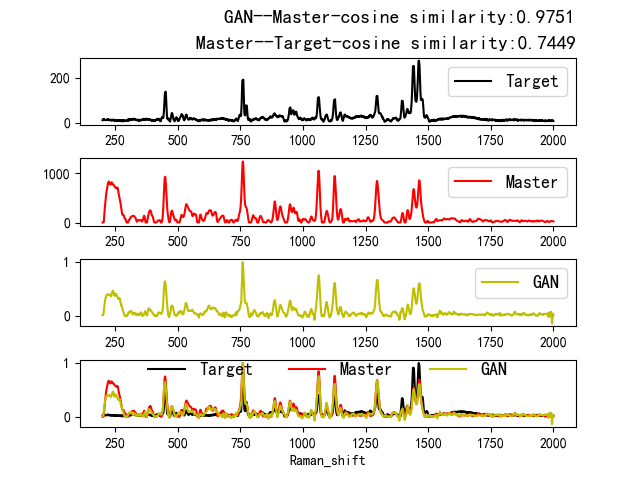 GAN--Master-cosine similarity:0.9751
Master--Target-cosine similarity:0.7449
200
0
Target
250 500 750 1000 1250 1500 1750 2000
1000
0
Master
250 500 750 1000 1250 1500 1750 2000
1
0
GAN
250 500 750 1000 1250 1500 1750 2000
1
0
Target Master GAN
250 500 750 1000 1250 1500 1750 2000
Raman_shift